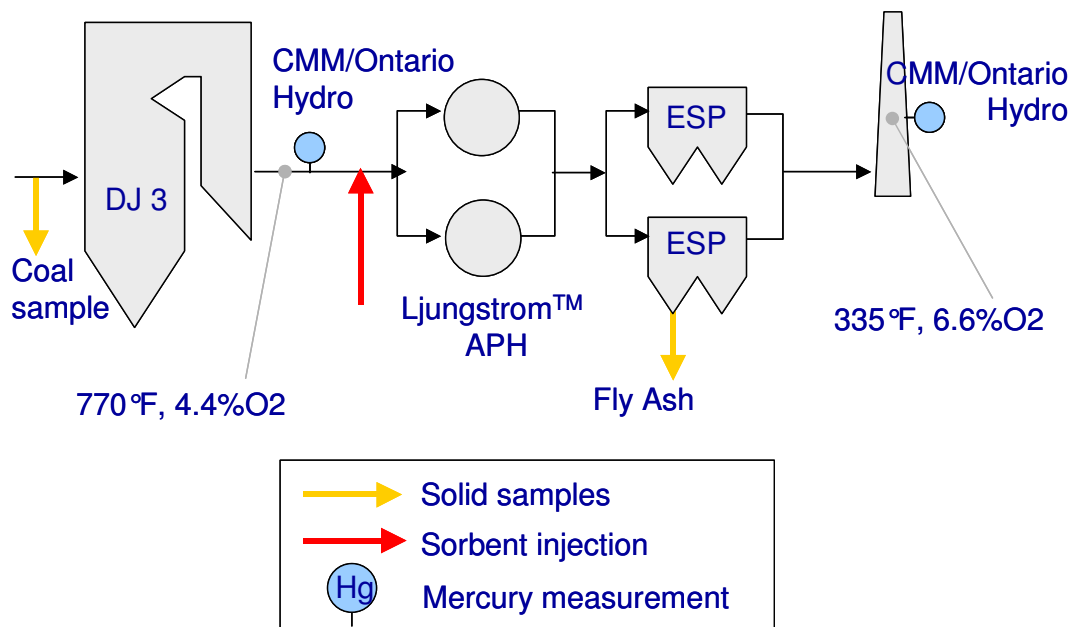 CMM/Ontario
Hydro
CMM/Ontario
Hydro
ESP
DJ 3
ESP
Coal
sample
Ljungstrom™
APH
335°F, 6.6%O2
770°F, 4.4%O2
Fly Ash
Solid samples
Sorbent injection
Hg
Mercury measurement